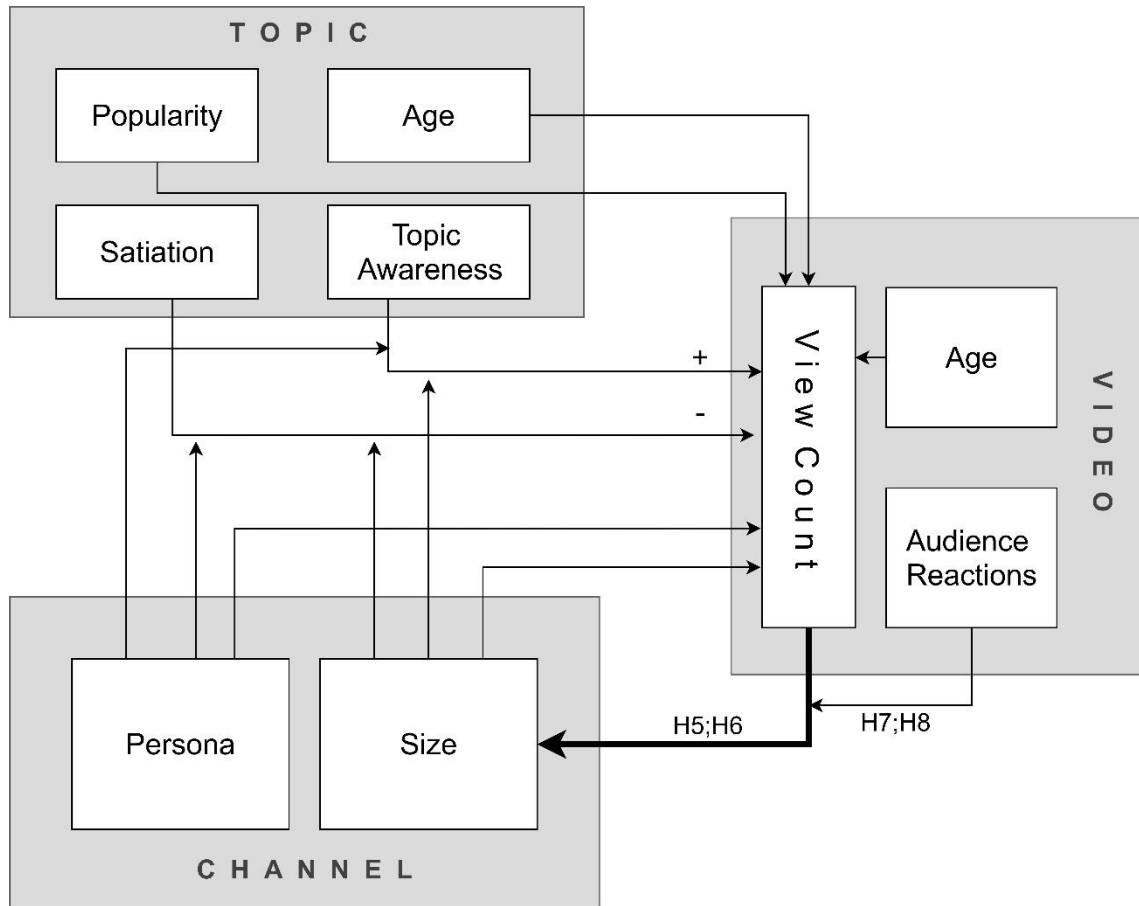 TOPIC
Popularity
Age
Satiation
Topic
Awareness
+
-
View Count
Age
Audience
Reactions
VIDEO
H5;H6
H7;H8
Persona
Size
CHANNEL